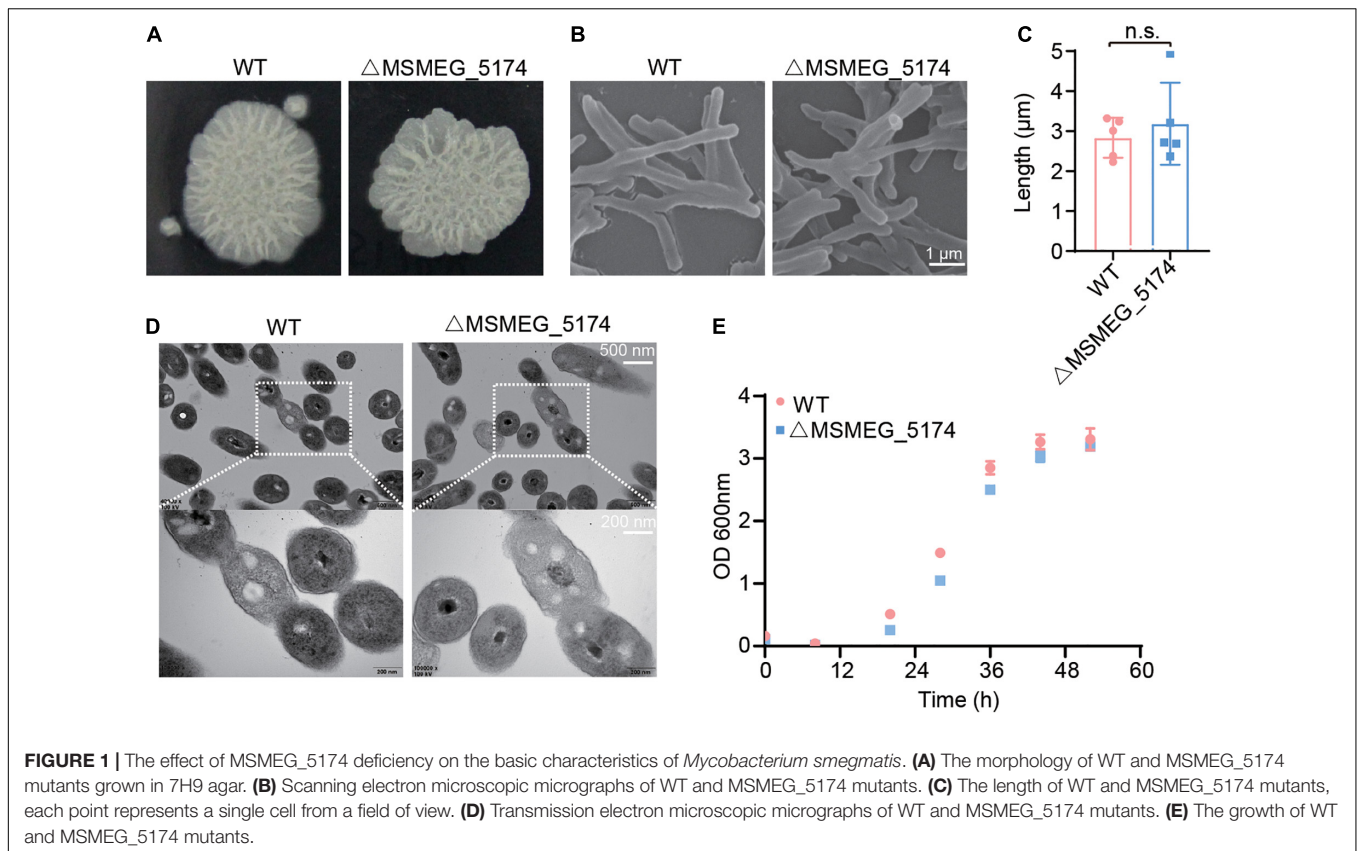 A
WT
△MSMEG_5174
B
WT
△MSMEG_5174
1 µm
C
n.s.
5
4
3
2
1
0
Length (µm)
WT
△MSMEG_5174
D
WT
△MSMEG_5174
500 nm
500 nm
200 nm
100 kV
200 nm
100 kV
200 nm
E
WT
△MSMEG_5174
4
3
2
1
0
OD 600nm
0 12 24 36 48 60
Time (h)
FIGURE 1 | The effect of MSMEG_5174 deficiency on the basic characteristics of Mycobacterium smegmatis. (A) The morphology of WT and MSMEG_5174
mutants grown in 7H9 agar. (B) Scanning electron microscopic micrographs of WT and MSMEG_5174 mutants. (C) The length of WT and MSMEG_5174 mutants,
each point represents a single cell from a field of view. (D) Transmission electron microscopic micrographs of WT and MSMEG_5174 mutants. (E) The growth of WT
and MSMEG_5174 mutants.